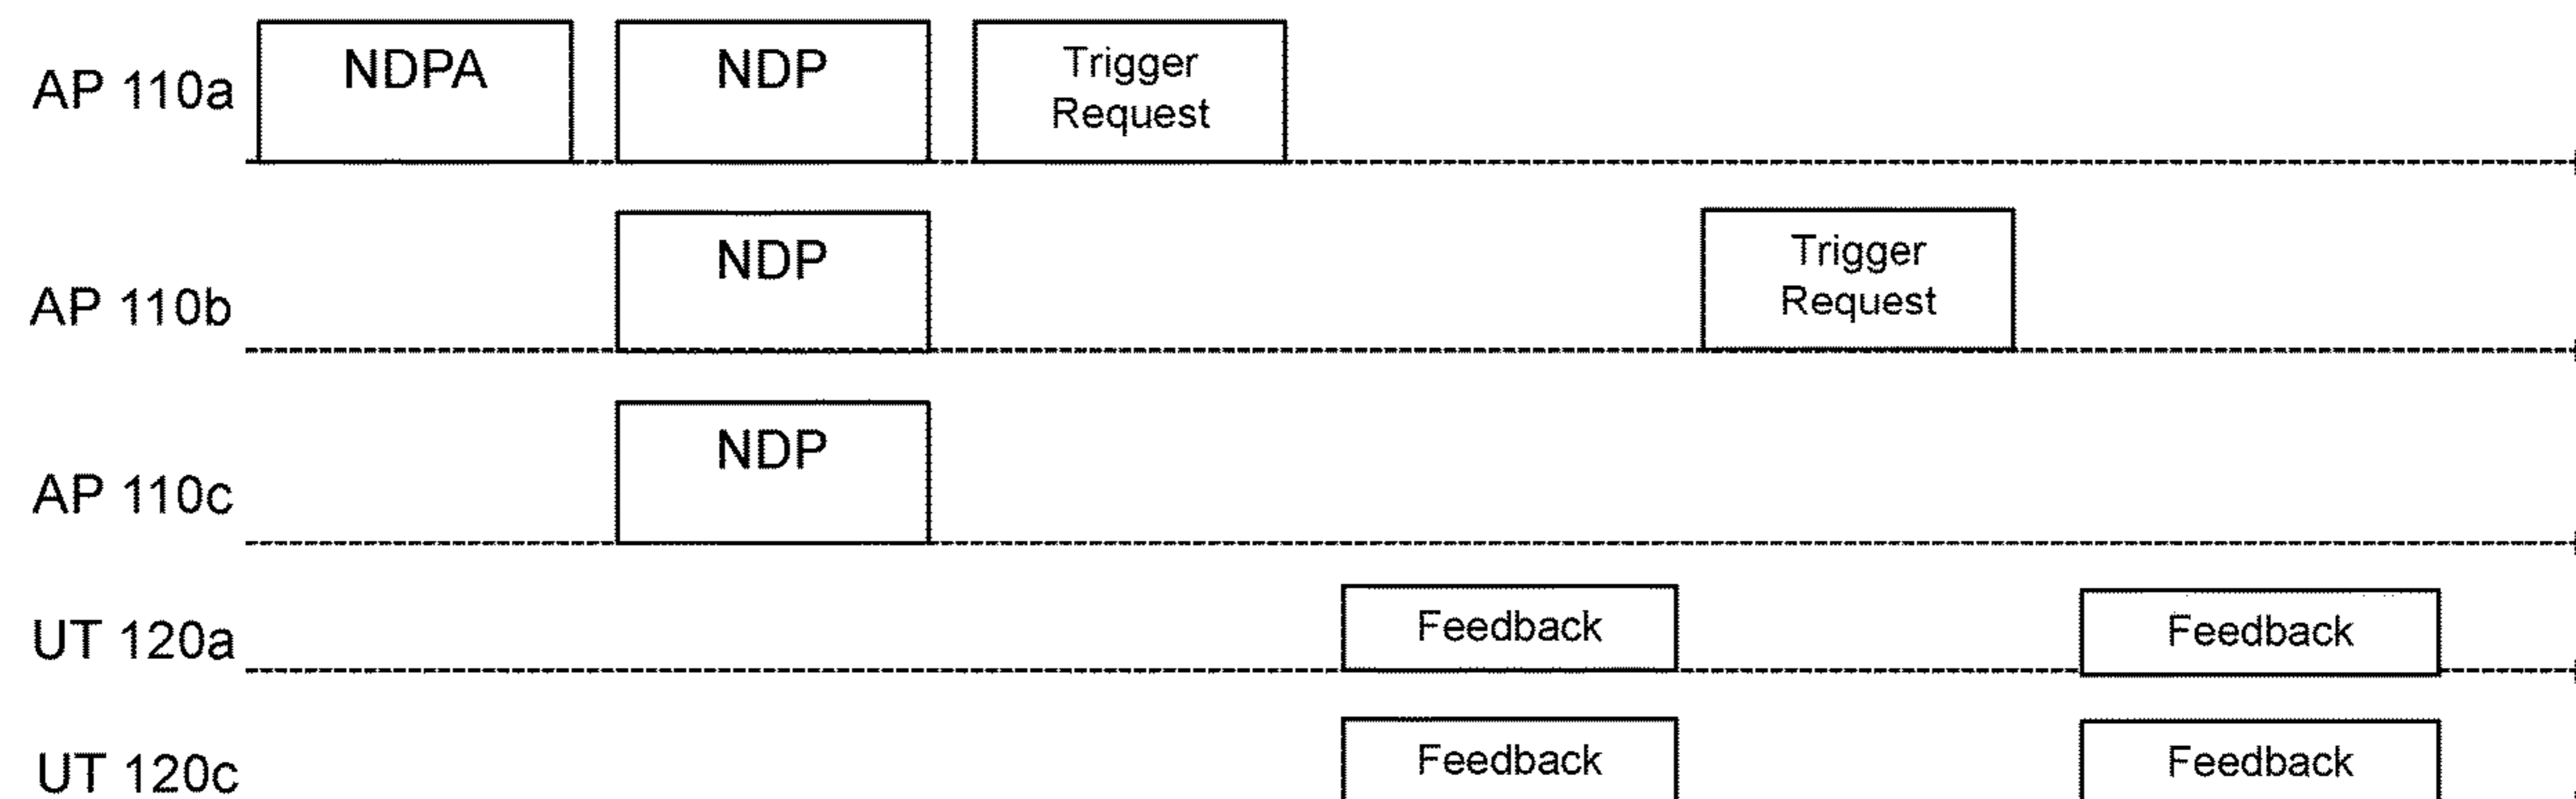 AP 110a
NDPA
NDP
Trigger
Request
AP 110b
NDP
Trigger
Request
AP 110c
NDP
UT 120a
Feedback
Feedback
UT 120c
Feedback
Feedback